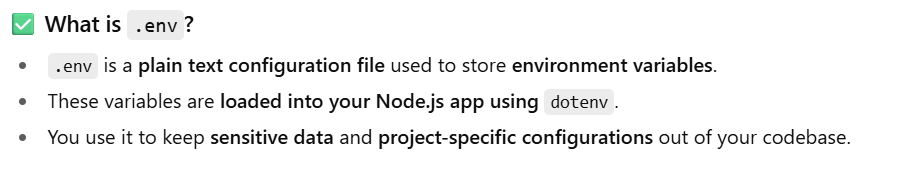 ✅ What is .env?
• .env is a plain text configuration file used to store environment variables.
• These variables are loaded into your Node.js app using dotenv.
• You use it to keep sensitive data and project-specific configurations out of your codebase.